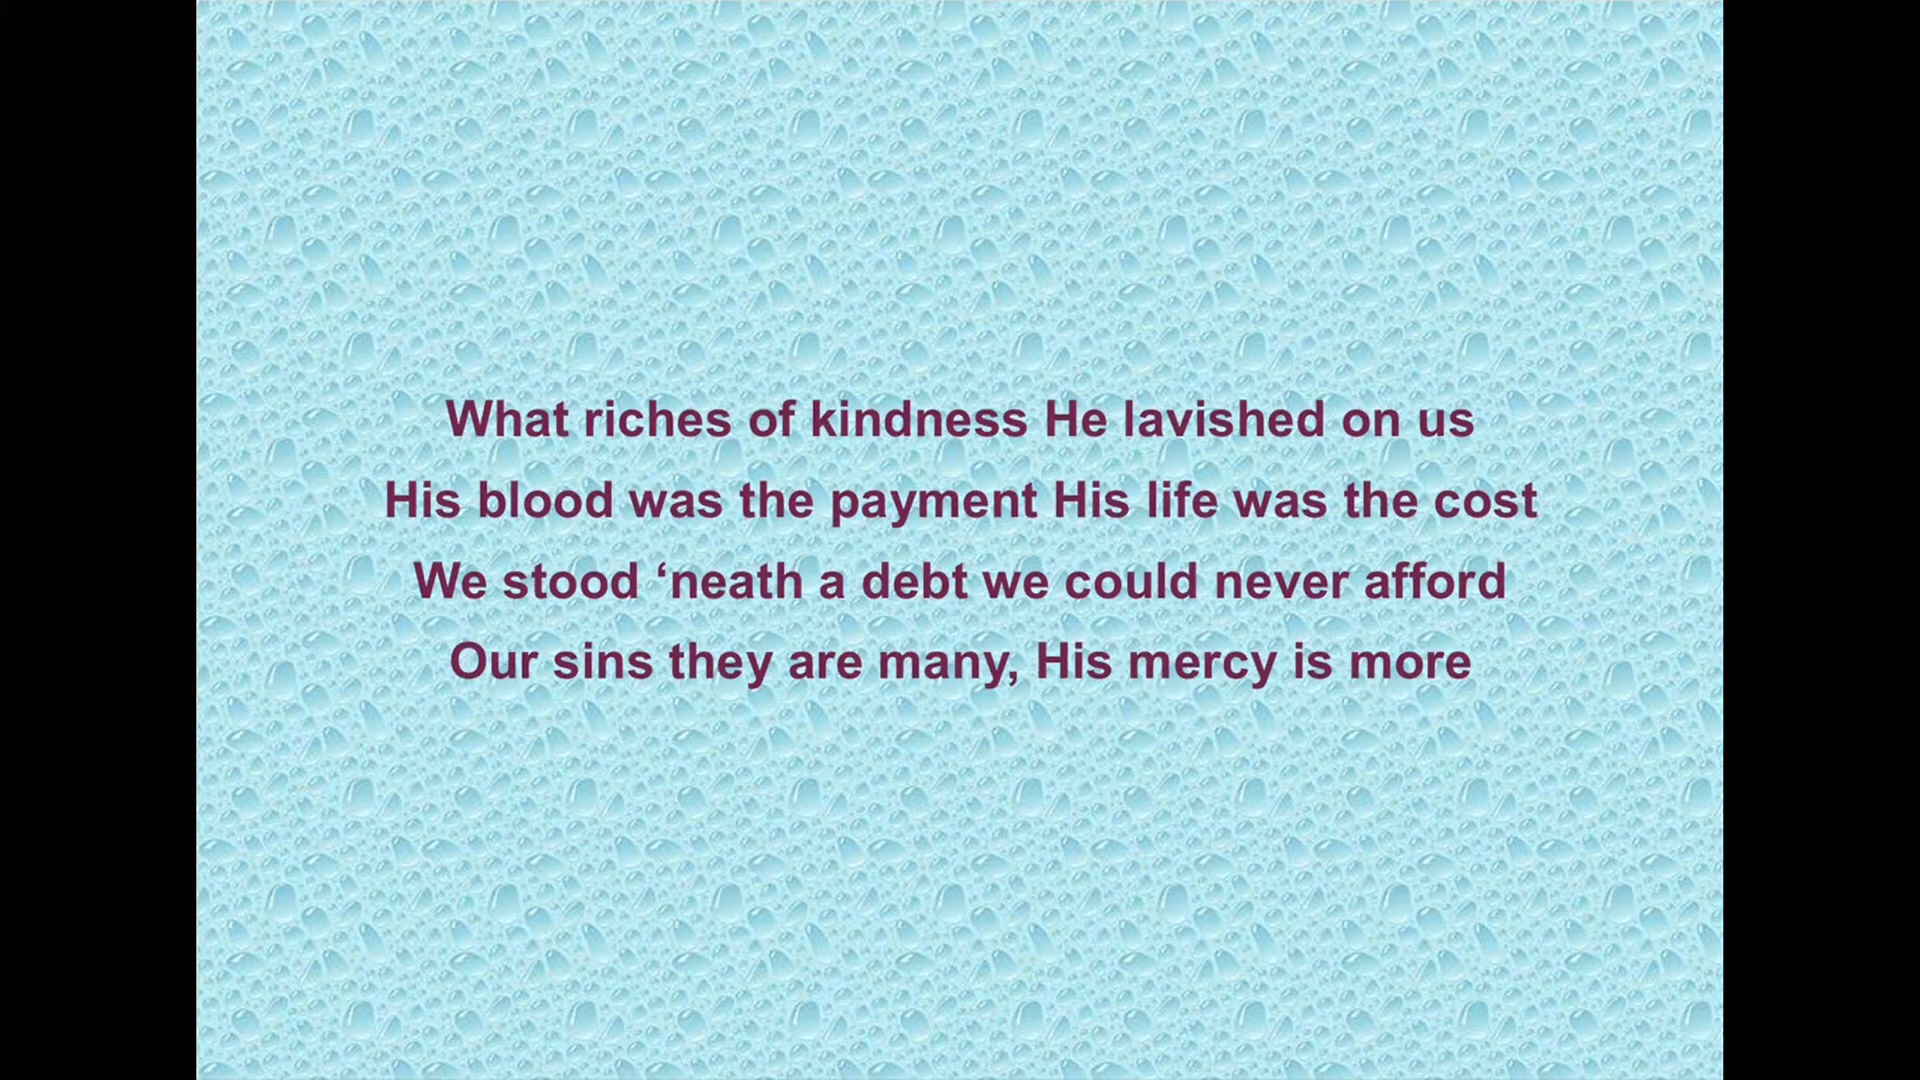 What riches of kindness He lavished on us
His blood was the payment His life was the cost
We stood ‘neath a debt we could never afford
Our sins they are many, His mercy is more